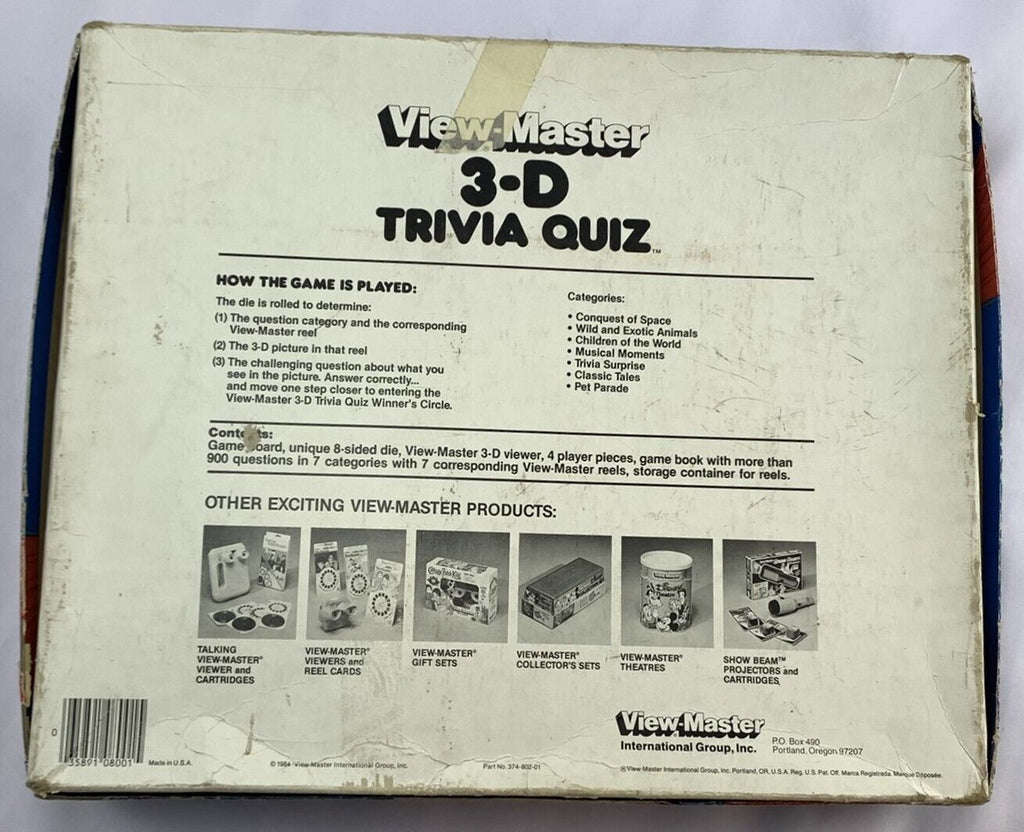 View-Master
3-D
TRIVIA QUIZ™
HOW THE GAME IS PLAYED:
The die is rolled to determine:
(1) The question category and the corresponding
View-Master reel
(2) The 3-D picture in that reel
(3) The challenging question about what you
see in the picture. Answer correctly...
and move one step closer to entering the
View-Master 3-D Trivia Quiz Winner's Circle.
Categories:
• Conquest of Space
• Wild and Exotic Animals
• Children of the World
• Musical Moments
• Trivia Surprise
• Classic Tales
• Pet Parade
Contents:
Game board, unique 8-sided die, View-Master 3-D viewer, 4 player pieces, game book with more than
900 questions in 7 categories with 7 corresponding View-Master reels, storage container for reels.
OTHER EXCITING VIEW-MASTER PRODUCTS:
TALKING
VIEW-MASTER®
VIEWER and
CARTRIDGES
VIEW-MASTER®
VIEWERS and
REEL CARDS
VIEW-MASTER®
GIFT SETS
VIEW-MASTER®
COLLECTOR'S SETS
VIEW-MASTER®
THEATRES
SHOW BEAM™
PROJECTORS and
CARTRIDGES
View-Master
International Group, Inc.
P.O. Box 490
Portland, Oregon 97207
0
35891 08001
Made in U.S.A.
© 1984 View-Master International Group, Inc.
Part No. 374-802-01
® View-Master International Group, Inc. Portland, OR, U.S.A. Reg. U.S. Pat. Off. Marca Registrada. Marque Déposée.